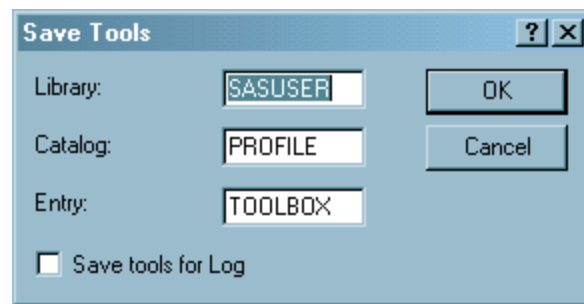 Save Tools
? ×
Library: SASUSER OK
Catalog: PROFILE Cancel
Entry: TOOLBOX
Save tools for Log